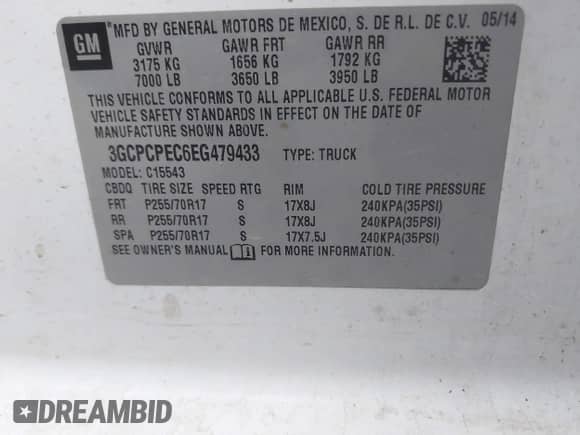 GM
*MFD BY GENERAL MOTORS DE MEXICO, S. DE R.L. DE C.V. 05/14
GVWR GAWR FRT GAWR RR
3175 KG 1656 KG 1792 KG
7000 LB 3650 LB 3950 LB
THIS VEHICLE CONFORMS TO ALL APPLICABLE U.S. FEDERAL MOTOR
VEHICLE SAFETY STANDARDS IN EFFECT ON THE DATE OF
MANUFACTURE SHOWN ABOVE.
3GCPCPEC6EG479433 TYPE: TRUCK
MODEL: C15543
CBDQ TIRE SIZE SPEED RTG RIM COLD TIRE PRESSURE
FRT P255/70R17 S 17X8J 240KPA(35PSI)
RR P255/70R17 S 17X8J 240KPA(35PSI)
SPA P255/70R17 S 17X7.5J 240KPA(35PSI)
SEE OWNER'S MANUAL FOR MORE INFORMATION.
DREAMBID